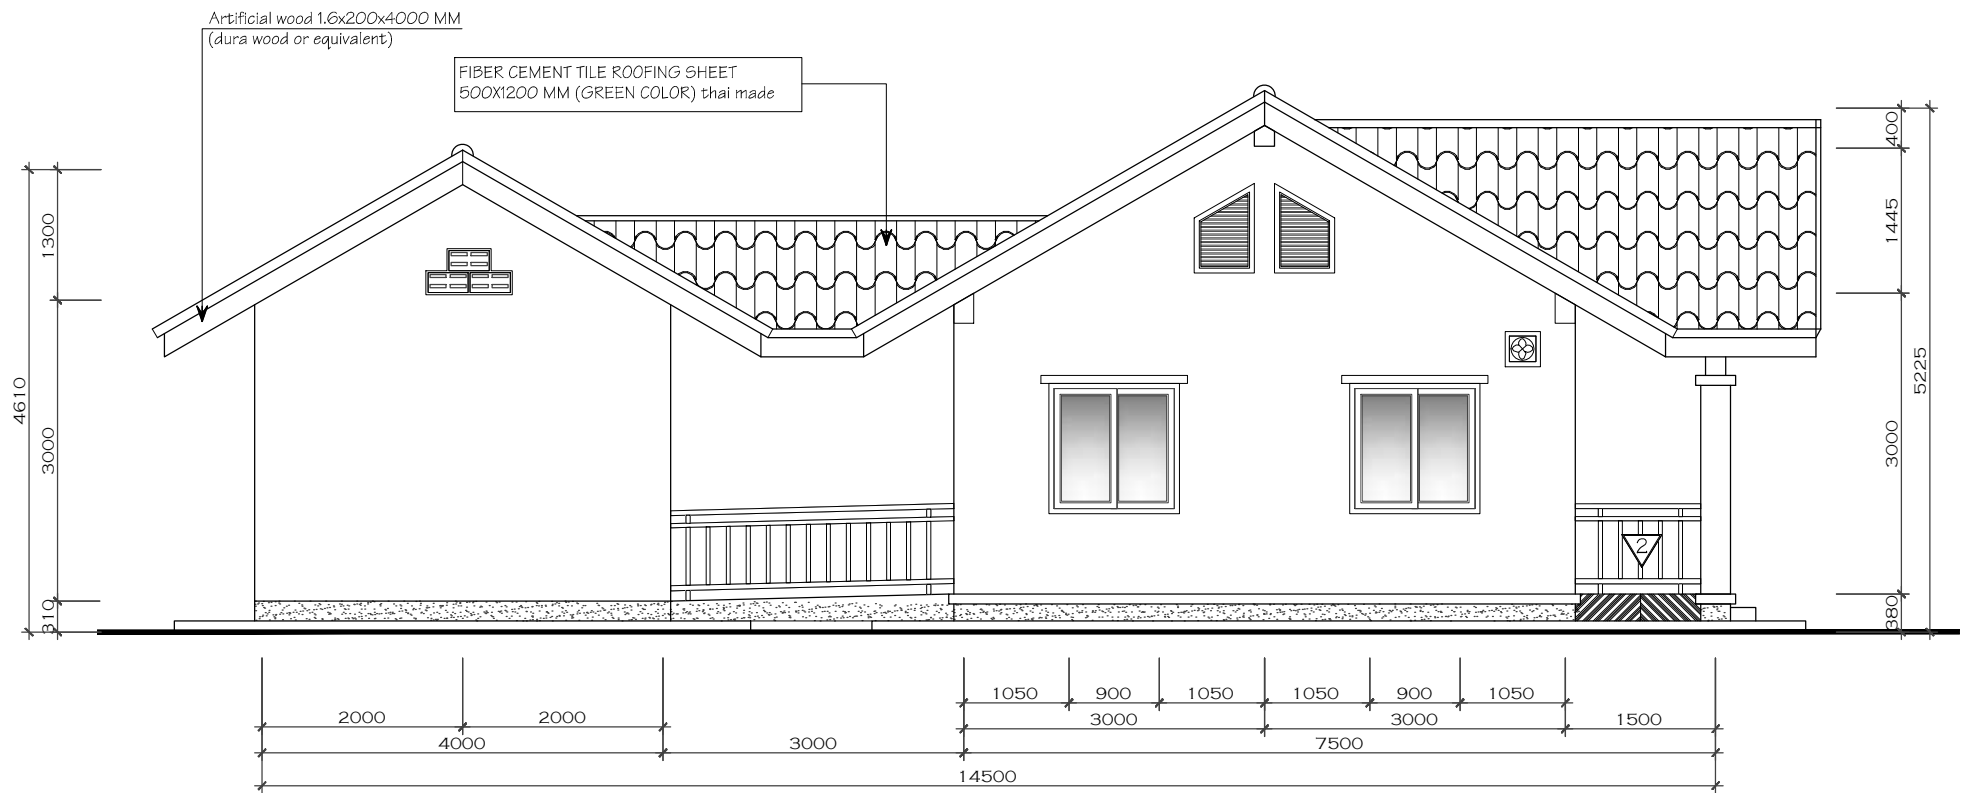 Artificial wood 1.6x200x4000 MM
(dura wood or equivalent)
FIBER CEMENT TILE ROOFING SHEET
500X1200 MM (GREEN COLOR) thai made
4610
1300
3000
310
400
1445
3000
380
5225
2
1050 900 1050 1050 900 1050
2000 2000 3000 3000 1500
4000 3000 7500
14500